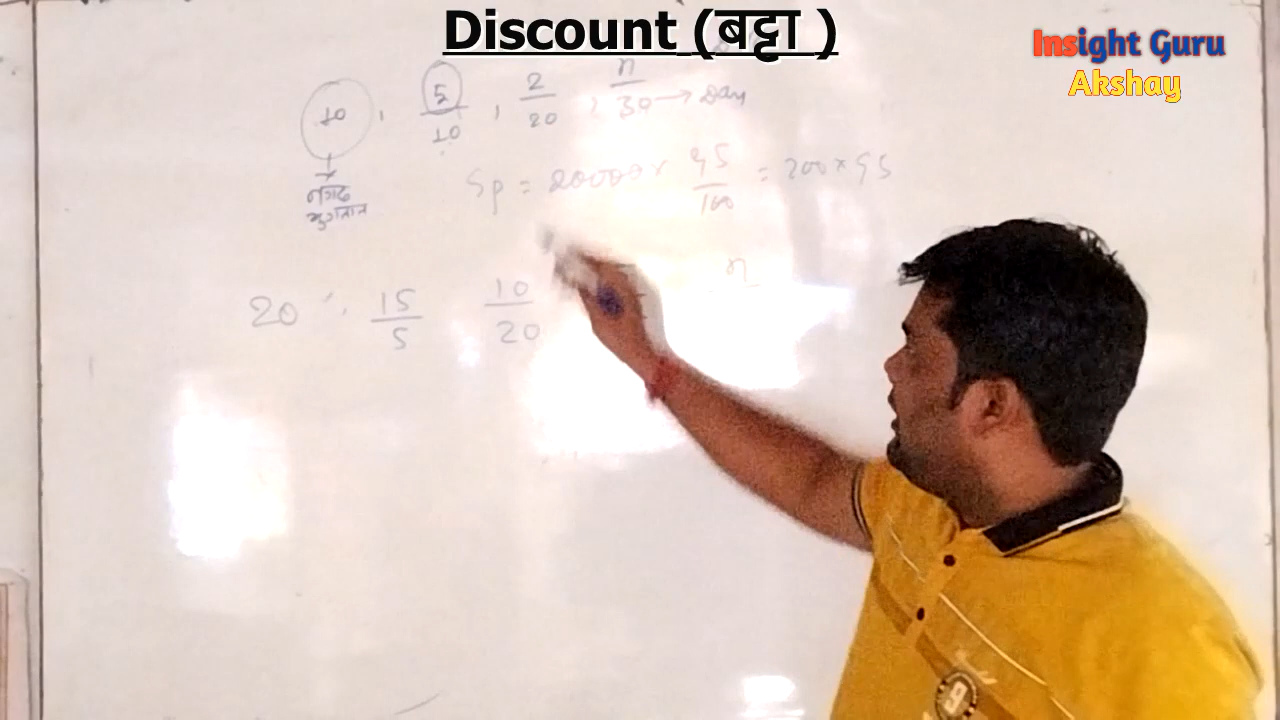 Discount (बट्टा )
Insight Guru
Akshay
10 , 5/10 , 2/20 , n/30 → Day
नगद
भुगतान
SP = 20000 × 95/100 = 200 × 95
20 , 15/5 10/20 n